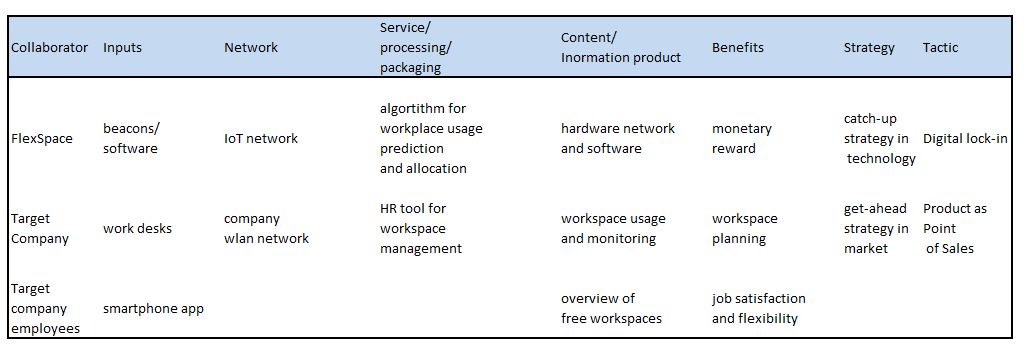 Collaborator
Inputs
Network
Service/
processing/
packaging
Content/
Inormation product
Benefits
Strategy
Tactic
FlexSpace
beacons/
software
IoT network
algortithm for
workplace usage
prediction
and allocation
hardware network
and software
monetary
reward
catch-up
strategy in
technology
Digital lock-in
Target
Company
work desks
company
wlan network
HR tool for
workspace
management
workspace usage
and monitoring
workspace
planning
get-ahead
strategy in
market
Product as
Point
of Sales
Target
company
employees
smartphone app
overview of
free workspaces
job satisfaction
and flexibility